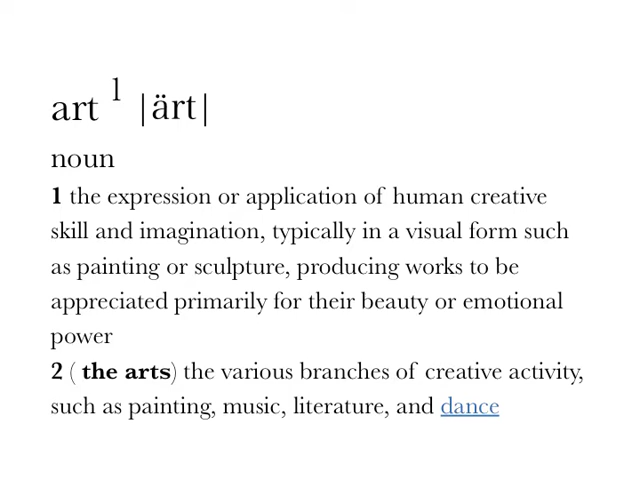 art 1 |ärt|
noun
1 the expression or application of human creative
skill and imagination, typically in a visual form such
as painting or sculpture, producing works to be
appreciated primarily for their beauty or emotional
power
2 ( the arts) the various branches of creative activity,
such as painting, music, literature, and dance